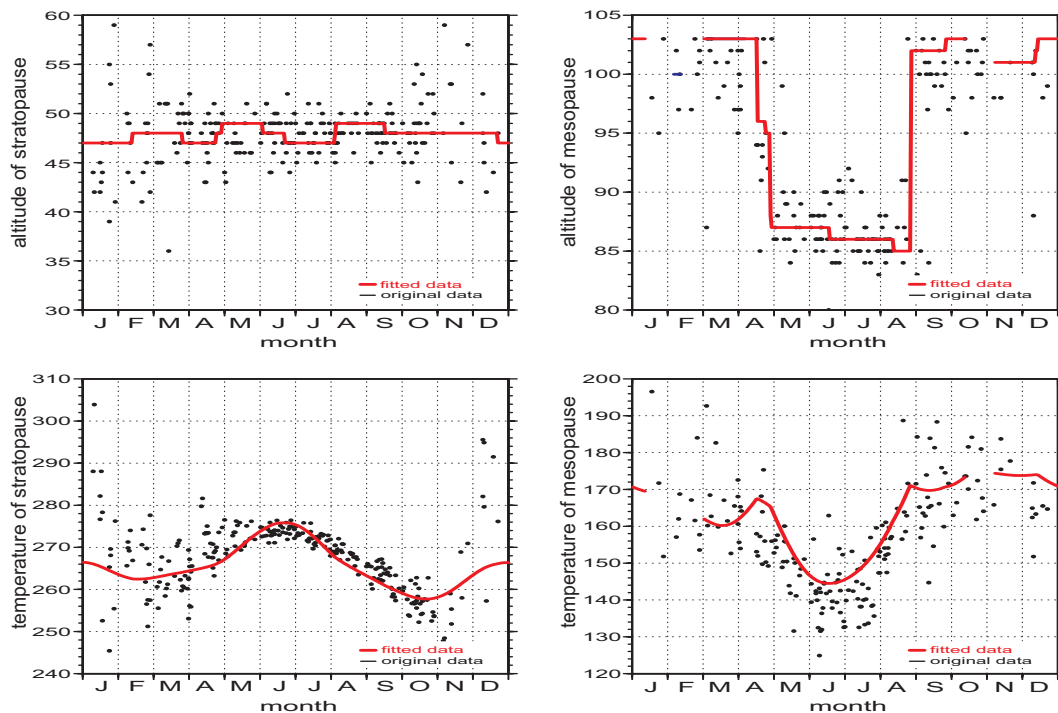 altitude of stratopause
60
55
50
45
40
35
30
fitted data
original data
J F M A M J J A S O N D
month
altitude of mesopause
105
100
95
90
85
80
fitted data
original data
J F M A M J J A S O N D
month
temperature of stratopause
310
300
290
280
270
260
250
240
fitted data
original data
J F M A M J J A S O N D
month
temperature of mesopause
200
190
180
170
160
150
140
130
120
fitted data
original data
J F M A M J J A S O N D
month